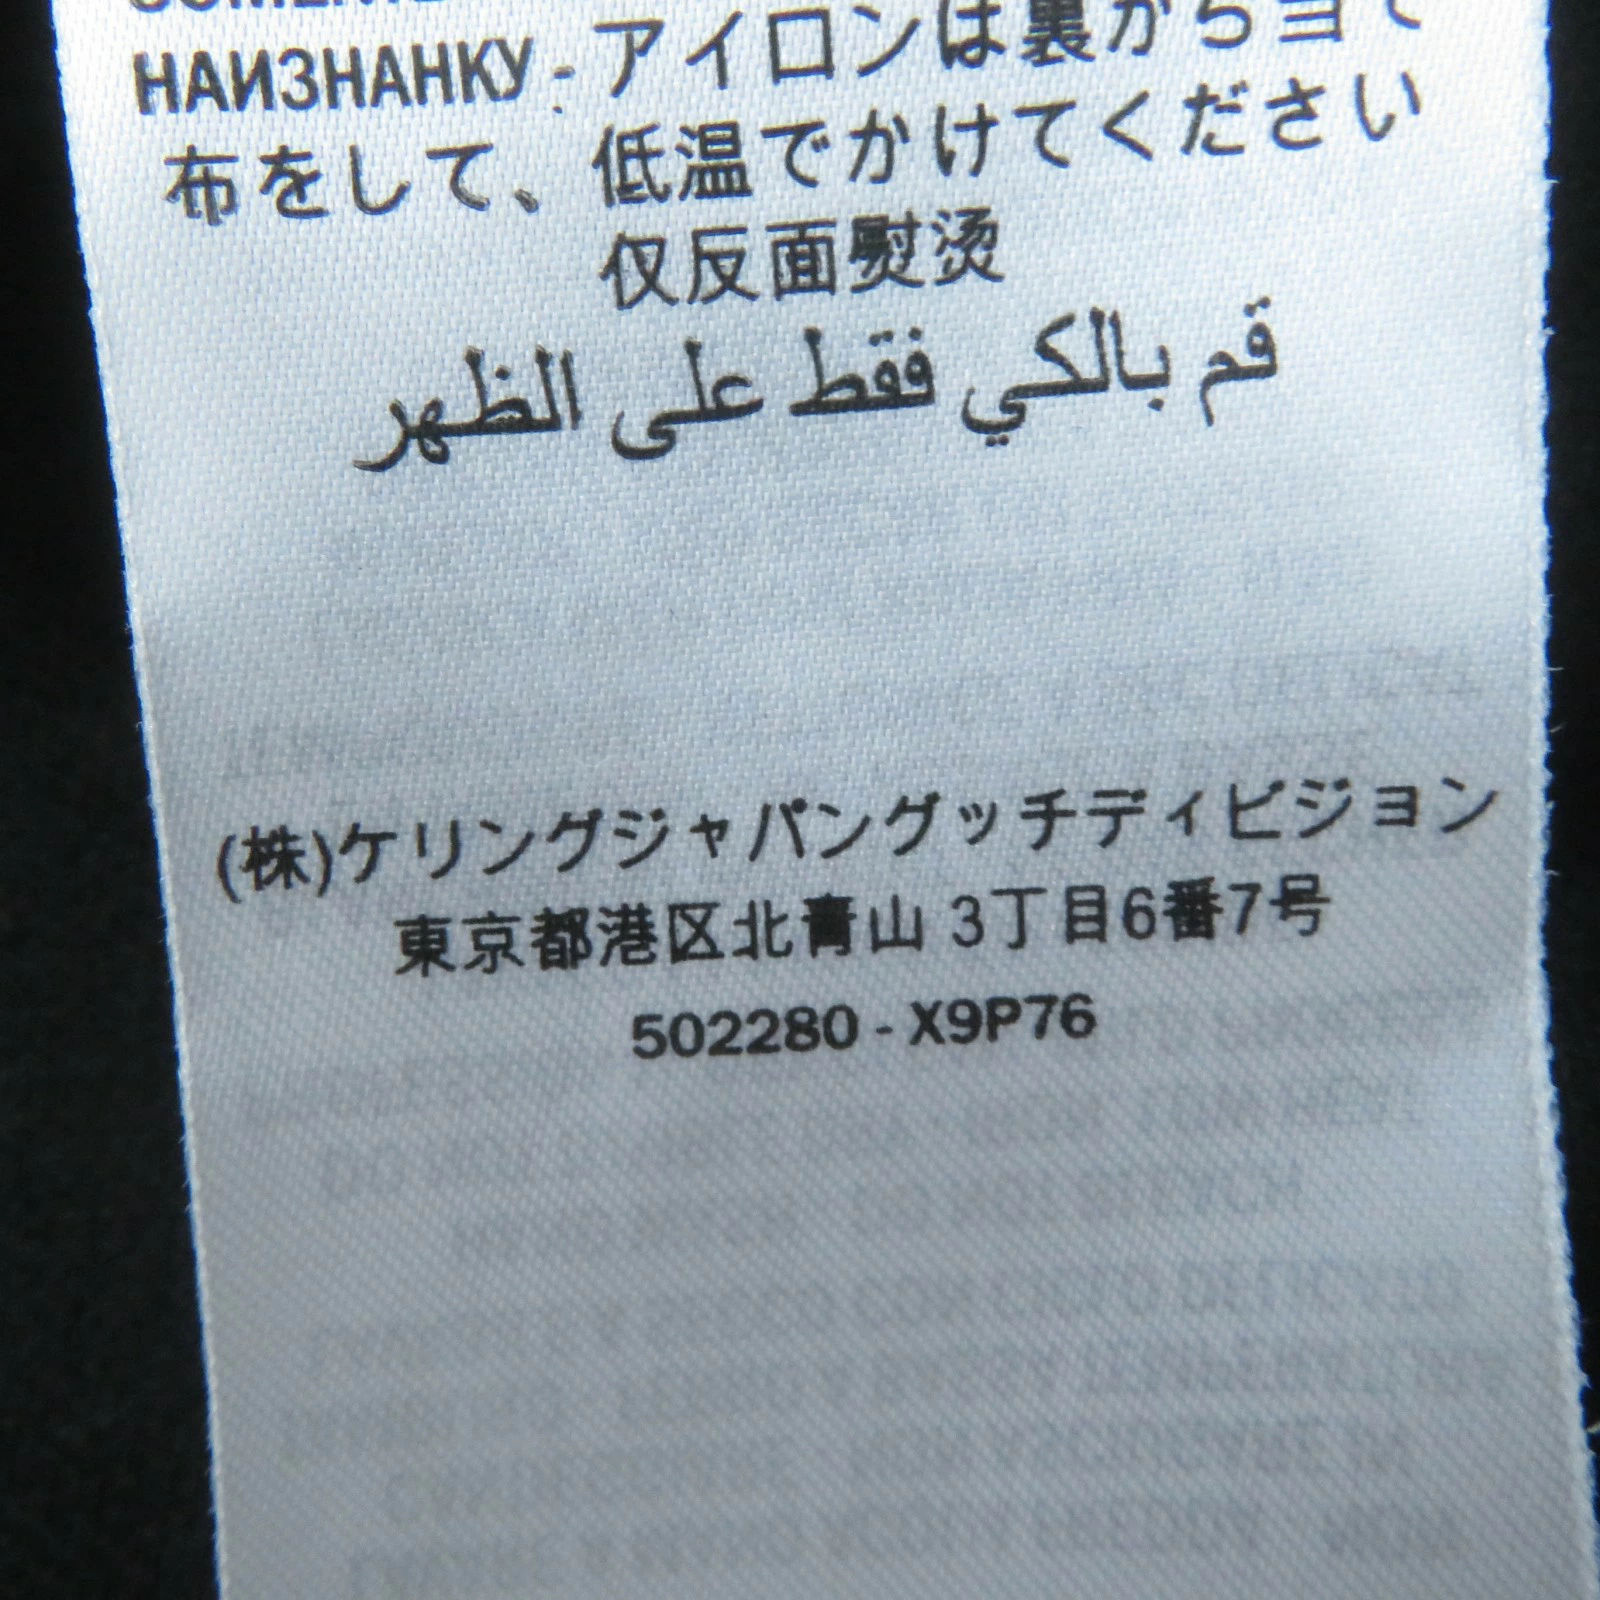 НАИЗНАНКУ - アイロンは裏から当て
布をして、低温でかけてください
仅反面熨烫
قم بالكي فقط على الظهر
(株)ケリングジャパングッチディビジョン
東京都港区北青山 3丁目6番7号
502280 - X9P76